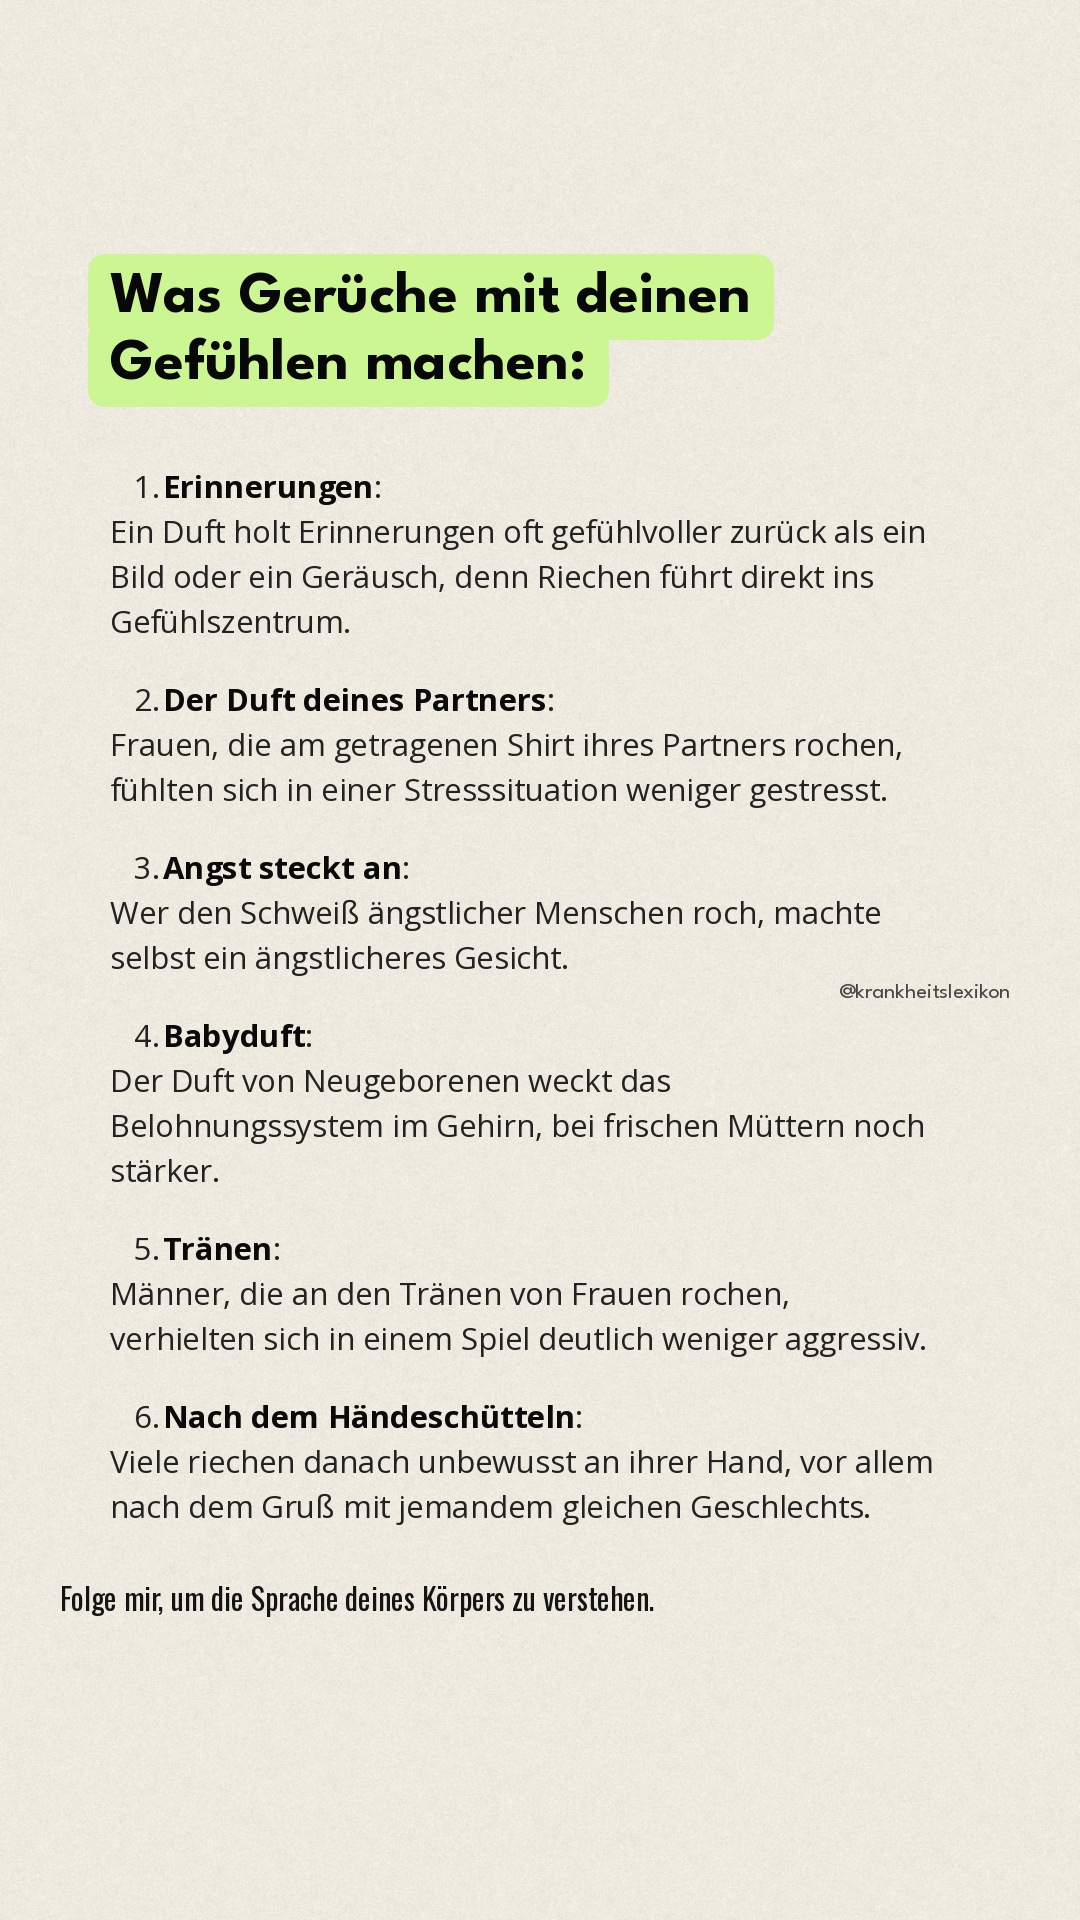 Was Gerüche mit deinen
Gefühlen machen:
1. Erinnerungen:
Ein Duft holt Erinnerungen oft gefühlvoller zurück als ein
Bild oder ein Geräusch, denn Riechen führt direkt ins
Gefühlszentrum.
2. Der Duft deines Partners:
Frauen, die am getragenen Shirt ihres Partners rochen,
fühlten sich in einer Stresssituation weniger gestresst.
3. Angst steckt an:
Wer den Schweiß ängstlicher Menschen roch, machte
selbst ein ängstlicheres Gesicht.
@krankheitslexikon
4. Babyduft:
Der Duft von Neugeborenen weckt das
Belohnungssystem im Gehirn, bei frischen Müttern noch
stärker.
5. Tränen:
Männer, die an den Tränen von Frauen rochen,
verhielten sich in einem Spiel deutlich weniger aggressiv.
6. Nach dem Händeschütteln:
Viele riechen danach unbewusst an ihrer Hand, vor allem
nach dem Gruß mit jemandem gleichen Geschlechts.
Folge mir, um die Sprache deines Körpers zu verstehen.